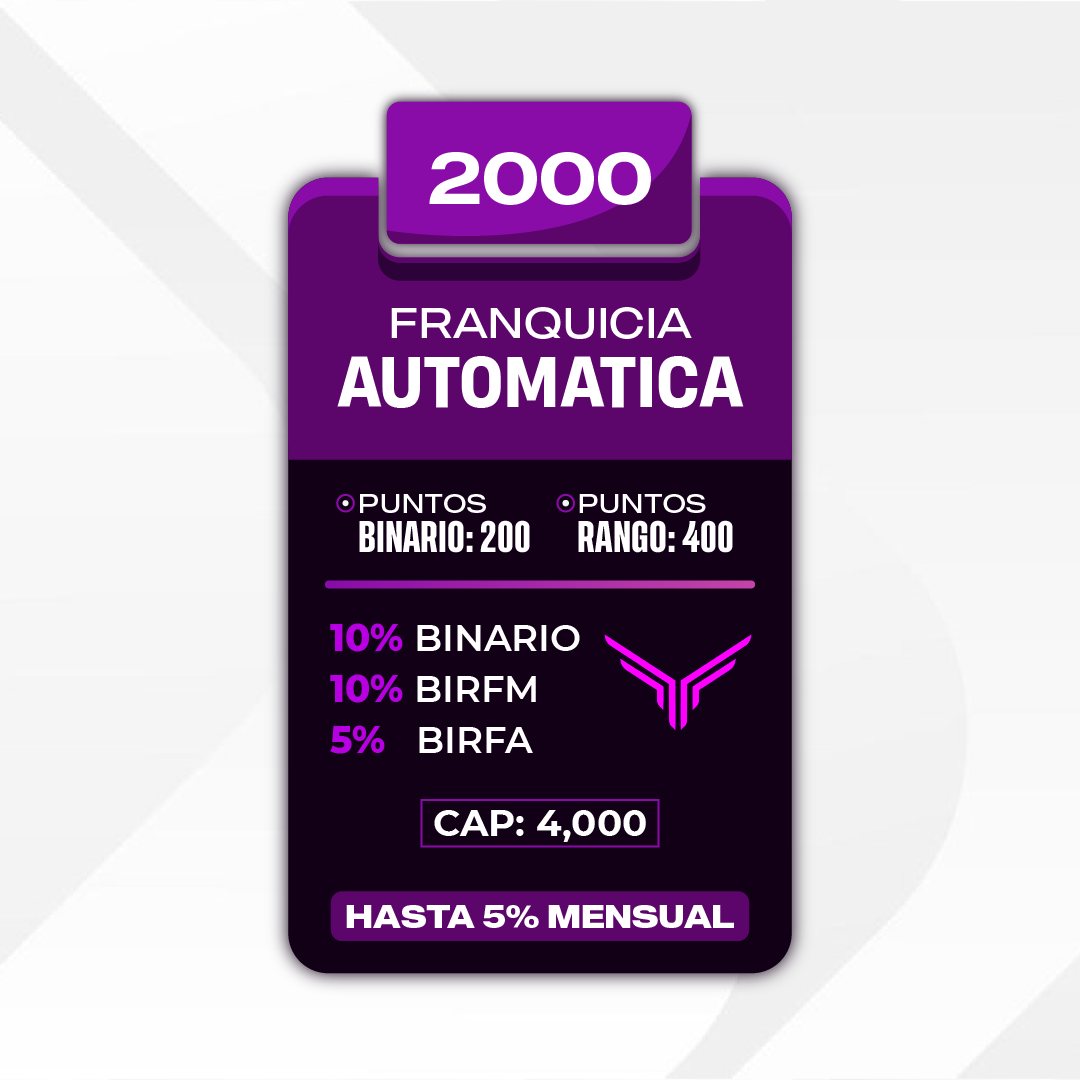 2000
FRANQUICIA
AUTOMATICA
PUNTOS
BINARIO: 200
PUNTOS
RANGO: 400
10% BINARIO
10% BIRFM
5% BIRFA
CAP: 4,000
HASTA 5% MENSUAL